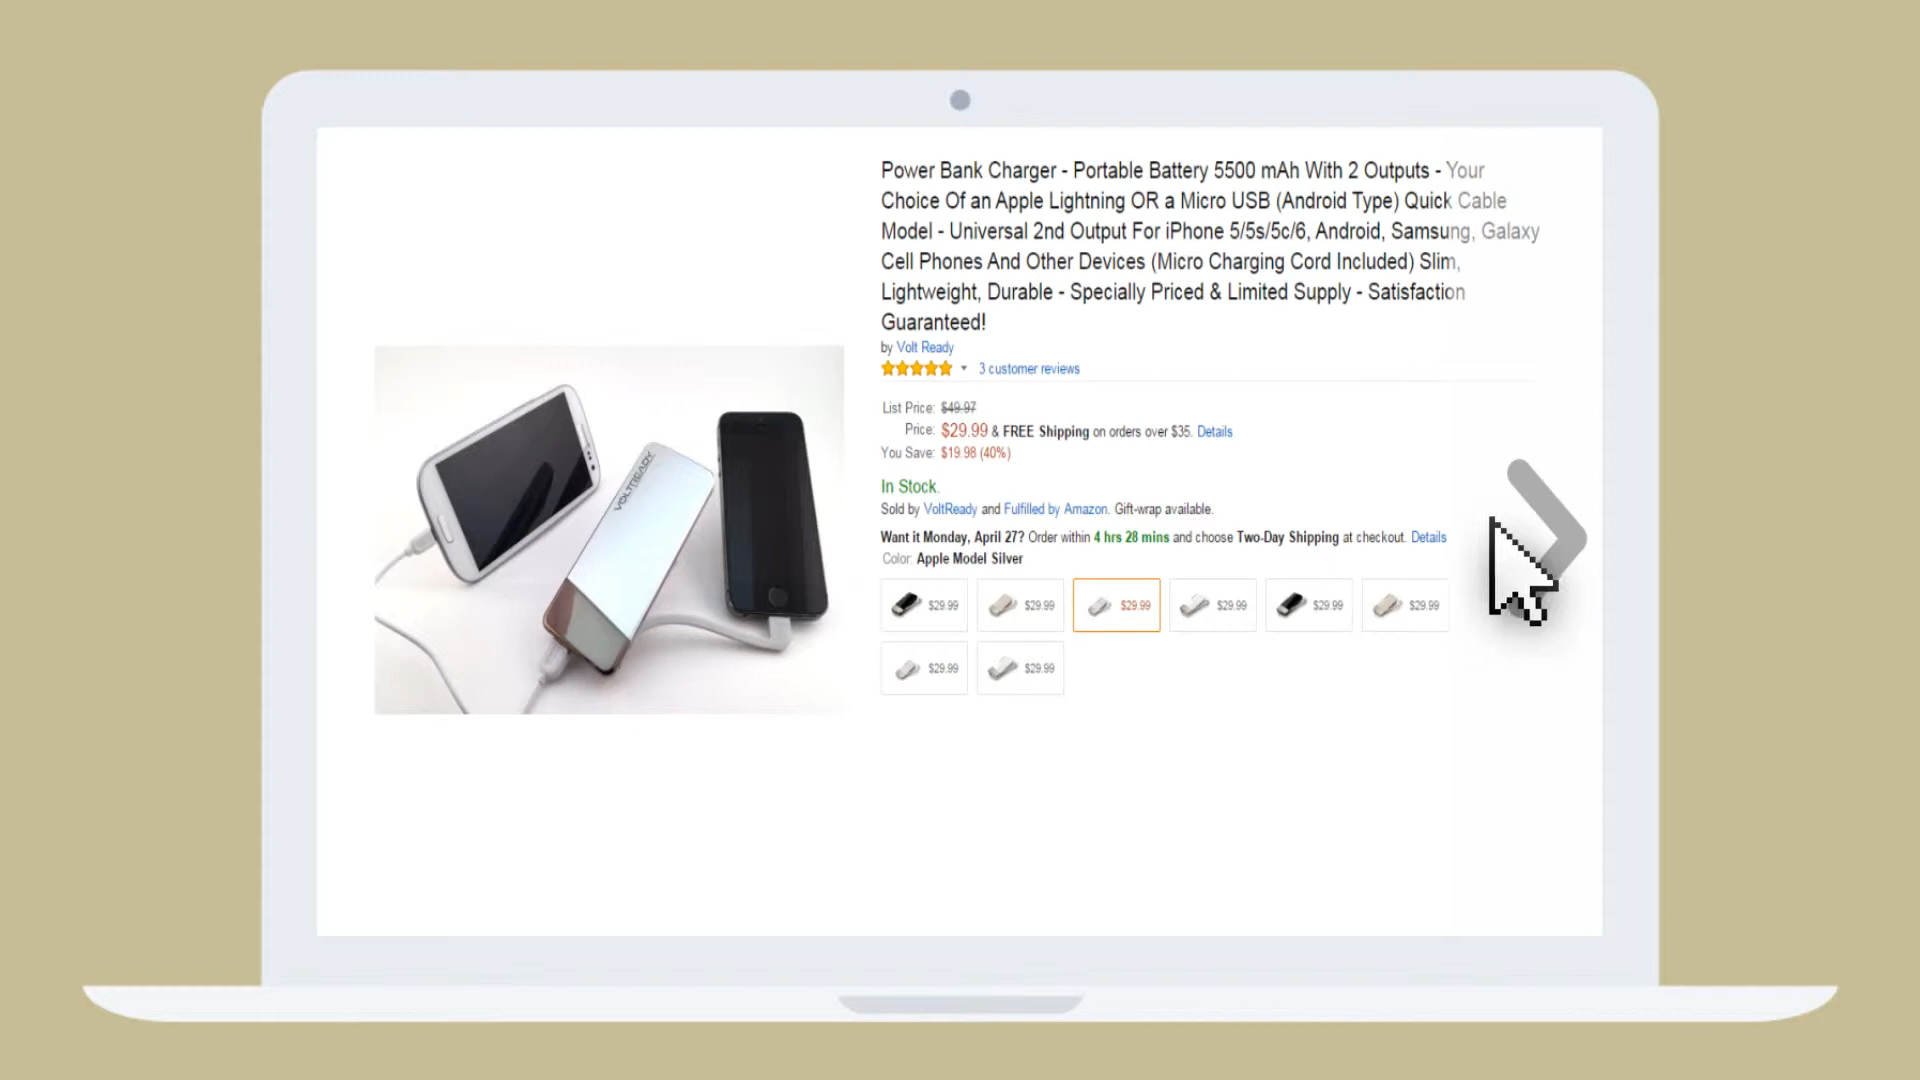 Power Bank Charger - Portable Battery 5500 mAh With 2 Outputs - Your
Choice Of an Apple Lightning OR a Micro USB (Android Type) Quick Cable
Model - Universal 2nd Output For iPhone 5/5s/5c/6, Android, Samsung, Galaxy
Cell Phones And Other Devices (Micro Charging Cord Included) Slim,
Lightweight, Durable - Specially Priced & Limited Supply - Satisfaction
Guaranteed!
by Volt Ready
3 customer reviews
List Price: $49.97
Price: $29.99 & FREE Shipping on orders over $35. Details
You Save: $19.98 (40%)
In Stock.
Sold by VoltReady and Fulfilled by Amazon. Gift-wrap available.
Want it Monday, April 27? Order within 4 hrs 28 mins and choose Two-Day Shipping at checkout. Details
Color: Apple Model Silver
$29.99 $29.99 $29.99 $29.99 $29.99 $29.99
$29.99 $29.99
VOLTREADY